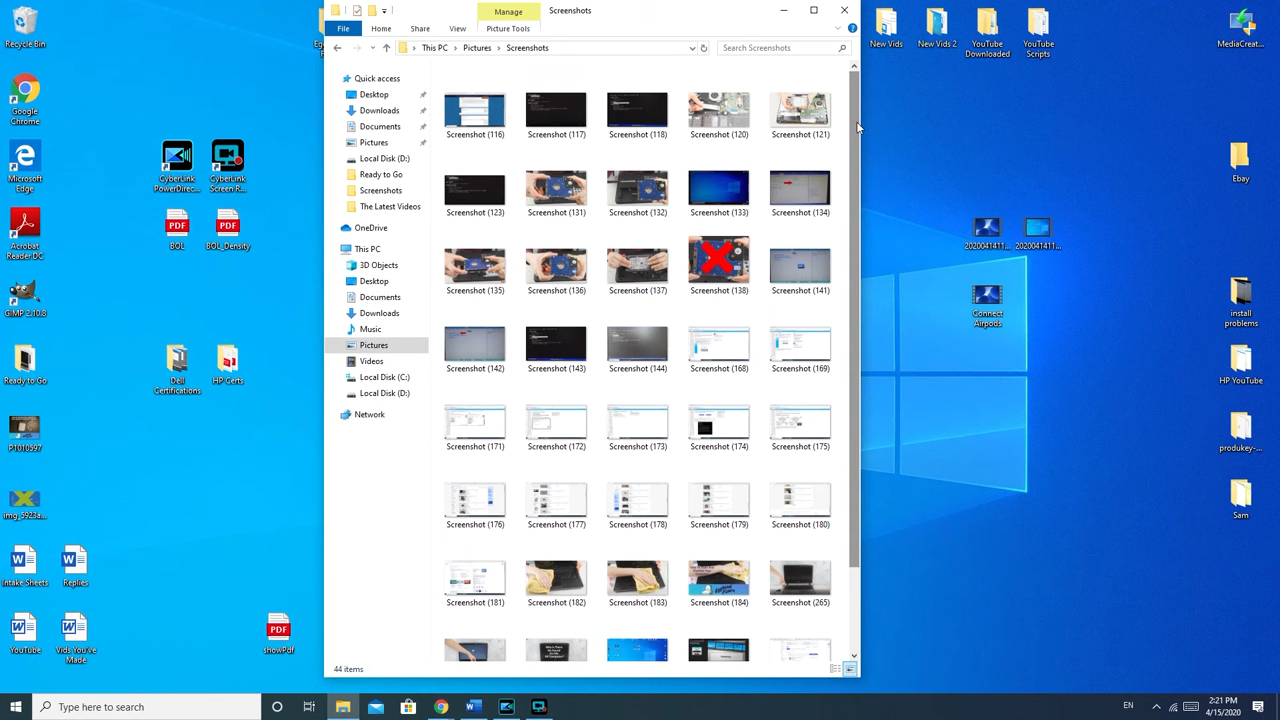 Recycle Bin
Google
Chrome
Microsoft
Edge
Acrobat
Reader DC
GIMP 2.10.8
Ready to Go
P1010597
img_5923a...
Intake Sheets
Replies
YouTube
Vids You've
Made
CyberLink
PowerDirec...
CyberLink
Screen R...
PDF
BOL
PDF
BOL_Density
Dell
Certifications
HP Certs
PDF
showPdf
Manage
Screenshots
File
Home
Share
View
Picture Tools
This PC
Pictures
Screenshots
Search Screenshots
Quick access
Desktop
Downloads
Documents
Pictures
Local Disk (D:)
Ready to Go
Screenshots
The Latest Videos
OneDrive
This PC
3D Objects
Desktop
Documents
Downloads
Music
Pictures
Videos
Local Disk (C:)
Local Disk (D:)
Network
Screenshot (116)
Screenshot (117)
Screenshot (118)
Screenshot (120)
Screenshot (121)
Screenshot (123)
Screenshot (131)
Screenshot (132)
Screenshot (133)
Screenshot (134)
Screenshot (135)
Screenshot (136)
Screenshot (137)
Screenshot (138)
Screenshot (141)
Screenshot (142)
Screenshot (143)
Screenshot (144)
Screenshot (168)
Screenshot (169)
Screenshot (171)
Screenshot (172)
Screenshot (173)
Screenshot (174)
Screenshot (175)
Screenshot (176)
Screenshot (177)
Screenshot (178)
Screenshot (179)
Screenshot (180)
Screenshot (181)
Screenshot (182)
Screenshot (183)
Screenshot (184)
Screenshot (265)
44 items
New Vids
New Vids 2
YouTube
Downloaded
YouTube
Scripts
MediaCreat...
Ebay
2020041411...
2020041411...
Connect
Airpods
install
problems
HP YouTube
produkey-...
Sam
Type here to search
EN
2:21 PM
4/15/2020